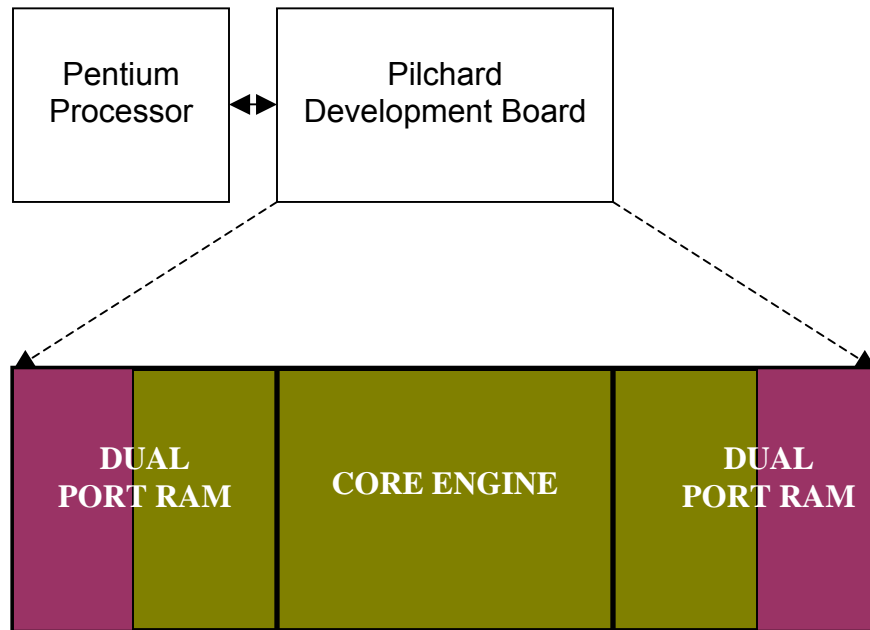 Pentium
Processor
Pilchard
Development Board
DUAL
PORT RAM
CORE ENGINE
DUAL
PORT RAM